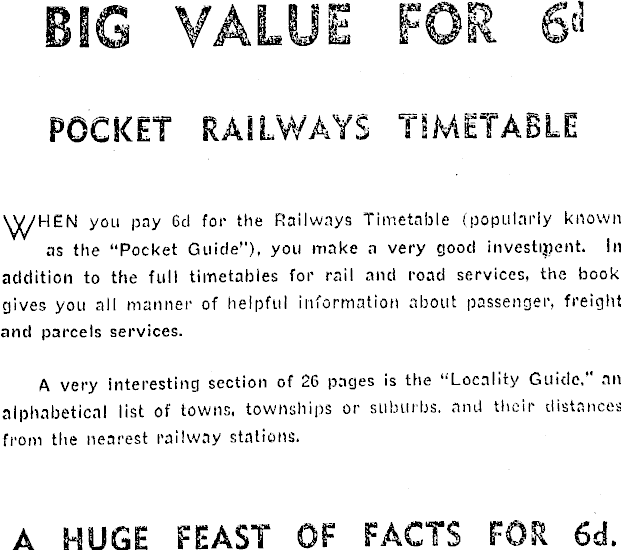 BIG VALUE FOR 6d
POCKET RAILWAYS TIMETABLE
WHEN you pay 6d for the Railways Timetable (popularly known
as the “Pocket Guide”), you make a very good investment. In
addition to the full timetables for rail and road services, the book
gives you all manner of helpful information about passenger, freight
and parcels services.
A very interesting section of 26 pages is the “Locality Guide,” an
alphabetical list of towns, townships or suburbs, and their distances
from the nearest railway stations.
A HUGE FEAST OF FACTS FOR 6d.